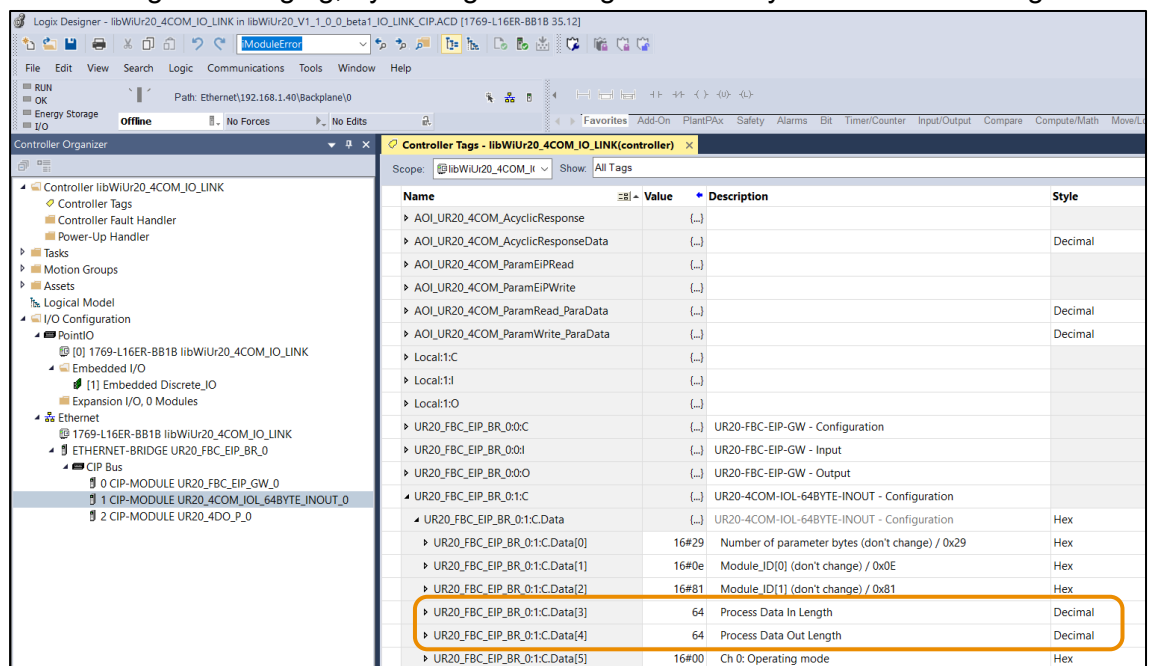 Logix Designer - libWiUr20_4COM_IO_LINK in libWiUr20_V1_1_0_0_beta1_IO_LINK_CIP.ACD [1769-L16ER-BB1B 35.12]
iModuleError
File Edit View Search Logic Communications Tools Window Help
RUN
OK
Energy Storage
I/O
Path: Ethernet\192.168.1.40\Backplane\0
Offline No Forces No Edits
Favorites Add-On PlantPAx Safety Alarms Bit Timer/Counter Input/Output Compare Compute/Math
Controller Organizer
Controller Tags - libWiUr20_4COM_IO_LINK(controller)
Controller libWiUr20_4COM_IO_LINK
Controller Tags
Controller Fault Handler
Power-Up Handler
Tasks
Motion Groups
Assets
Logical Model
I/O Configuration
PointIO
[0] 1769-L16ER-BB1B libWiUr20_4COM_IO_LINK
Embedded I/O
[1] Embedded Discrete_IO
Expansion I/O, 0 Modules
Ethernet
1769-L16ER-BB1B libWiUr20_4COM_IO_LINK
ETHERNET-BRIDGE UR20_FBC_EIP_BR_0
CIP Bus
0 CIP-MODULE UR20_FBC_EIP_GW_0
1 CIP-MODULE UR20_4COM_IOL_64BYTE_INOUT_0
2 CIP-MODULE UR20_4DO_P_0
Scope: libWiUr20_4COM_I( Show: All Tags
Name Value Description Style
AOI_UR20_4COM_AcyclicResponse {...}
AOI_UR20_4COM_AcyclicResponseData {...} Decimal
AOI_UR20_4COM_ParamEiPRead {...}
AOI_UR20_4COM_ParamEiPWrite {...}
AOI_UR20_4COM_ParamRead_ParaData {...} Decimal
AOI_UR20_4COM_ParamWrite_ParaData {...} Decimal
Local:1:C {...}
Local:1:I {...}
Local:1:O {...}
UR20_FBC_EIP_BR_0:0:C {...} UR20-FBC-EIP-GW - Configuration
UR20_FBC_EIP_BR_0:0:I {...} UR20-FBC-EIP-GW - Input
UR20_FBC_EIP_BR_0:0:O {...} UR20-FBC-EIP-GW - Output
UR20_FBC_EIP_BR_0:1:C {...} UR20-4COM-IOL-64BYTE-INOUT - Configuration
UR20_FBC_EIP_BR_0:1:C.Data {...} UR20-4COM-IOL-64BYTE-INOUT - Configuration Hex
UR20_FBC_EIP_BR_0:1:C.Data[0] 16#29 Number of parameter bytes (don't change) / 0x29 Hex
UR20_FBC_EIP_BR_0:1:C.Data[1] 16#0e Module_ID[0] (don't change) / 0x0E Hex
UR20_FBC_EIP_BR_0:1:C.Data[2] 16#81 Module_ID[1] (don't change) / 0x81 Hex
UR20_FBC_EIP_BR_0:1:C.Data[3] 64 Process Data In Length Decimal
UR20_FBC_EIP_BR_0:1:C.Data[4] 64 Process Data Out Length Decimal
UR20_FBC_EIP_BR_0:1:C.Data[5] 16#00 Ch 0: Operating mode Hex